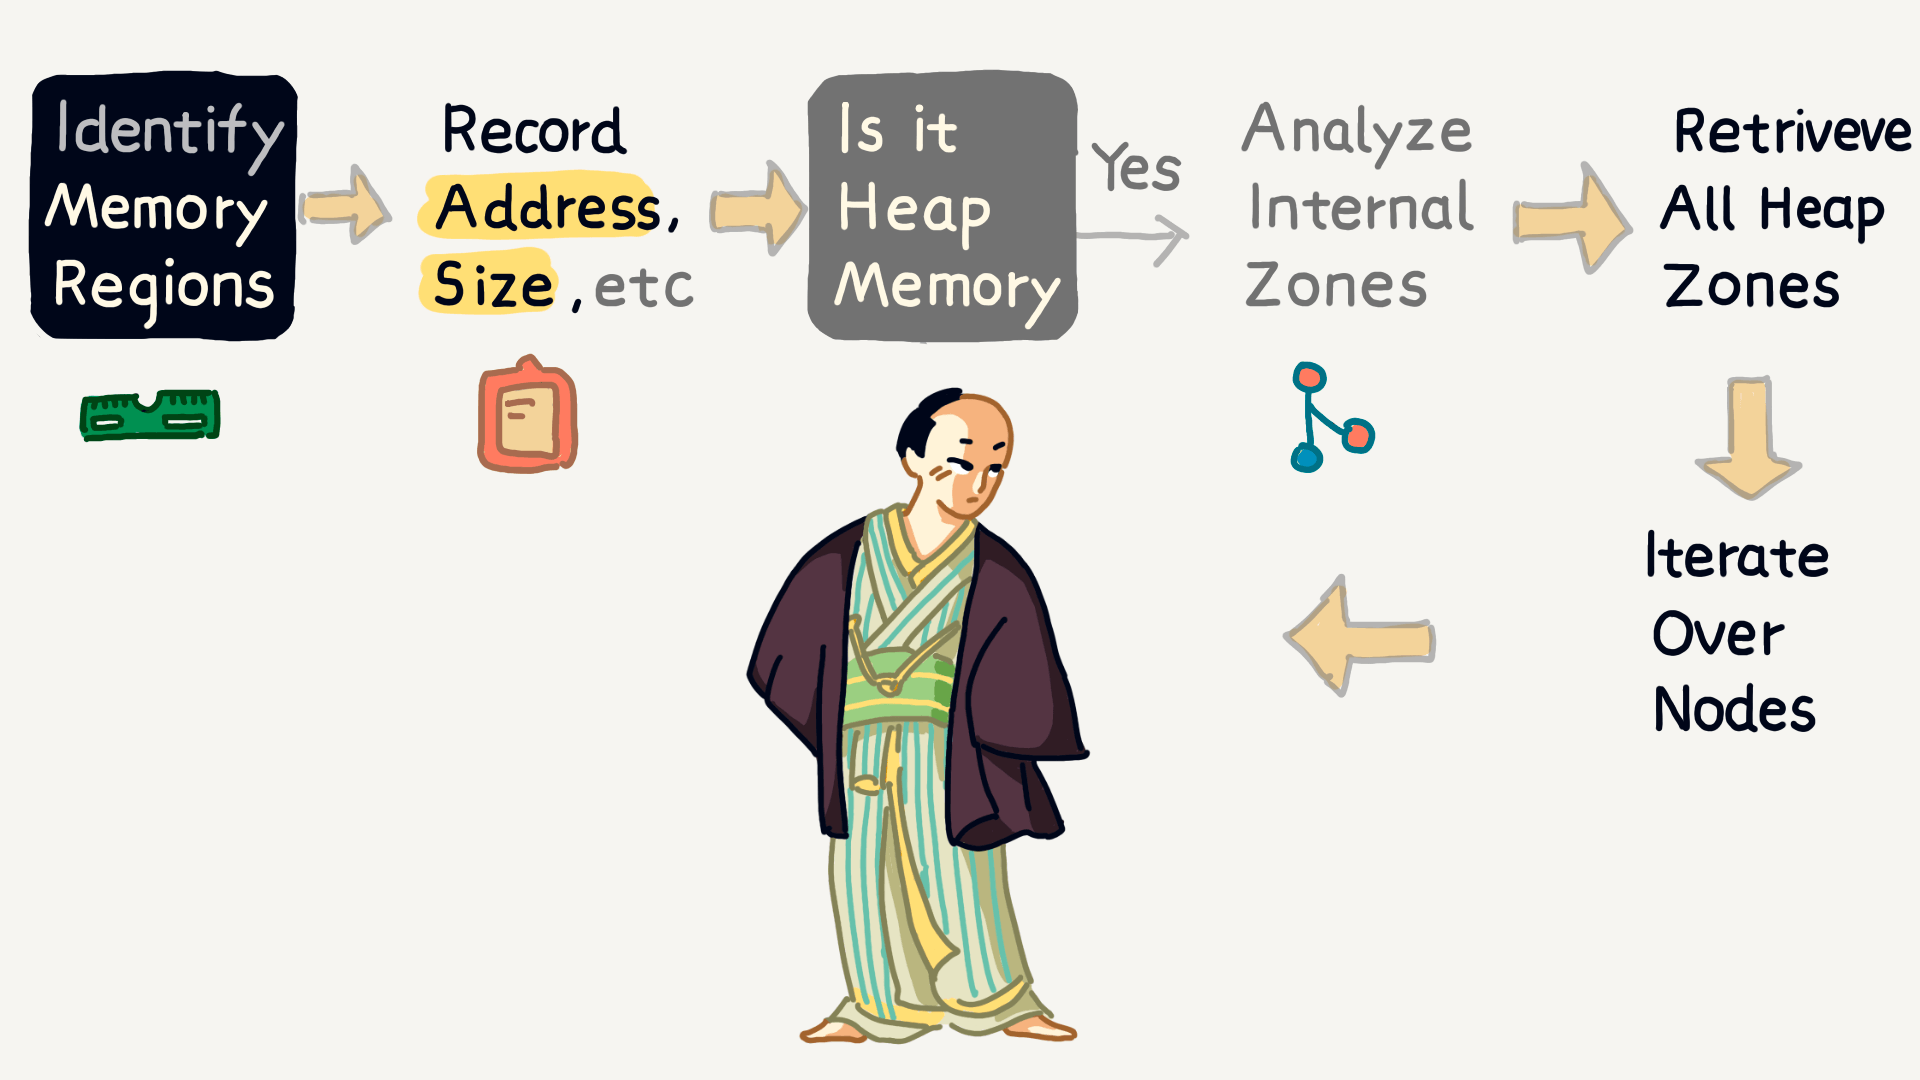 Identify
Memory
Regions
Record
Address,
Size, etc
Is it
Heap
Memory
Yes
Analyze
Internal
Zones
Retriveve
All Heap
Zones
Iterate
Over
Nodes